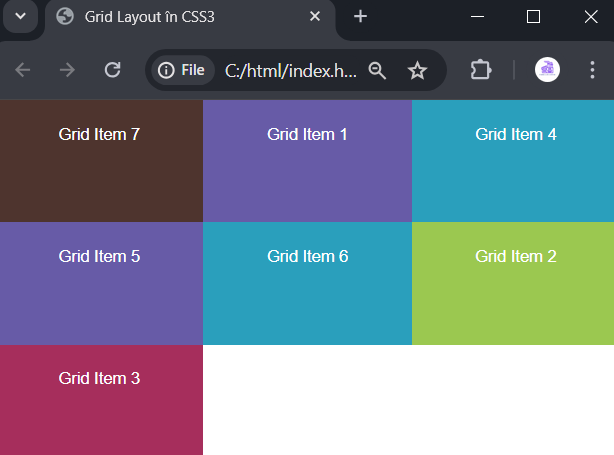 Grid Layout în CSS3
File C:/html/index.h...
Grid Item 7 Grid Item 1 Grid Item 4
Grid Item 5 Grid Item 6 Grid Item 2
Grid Item 3